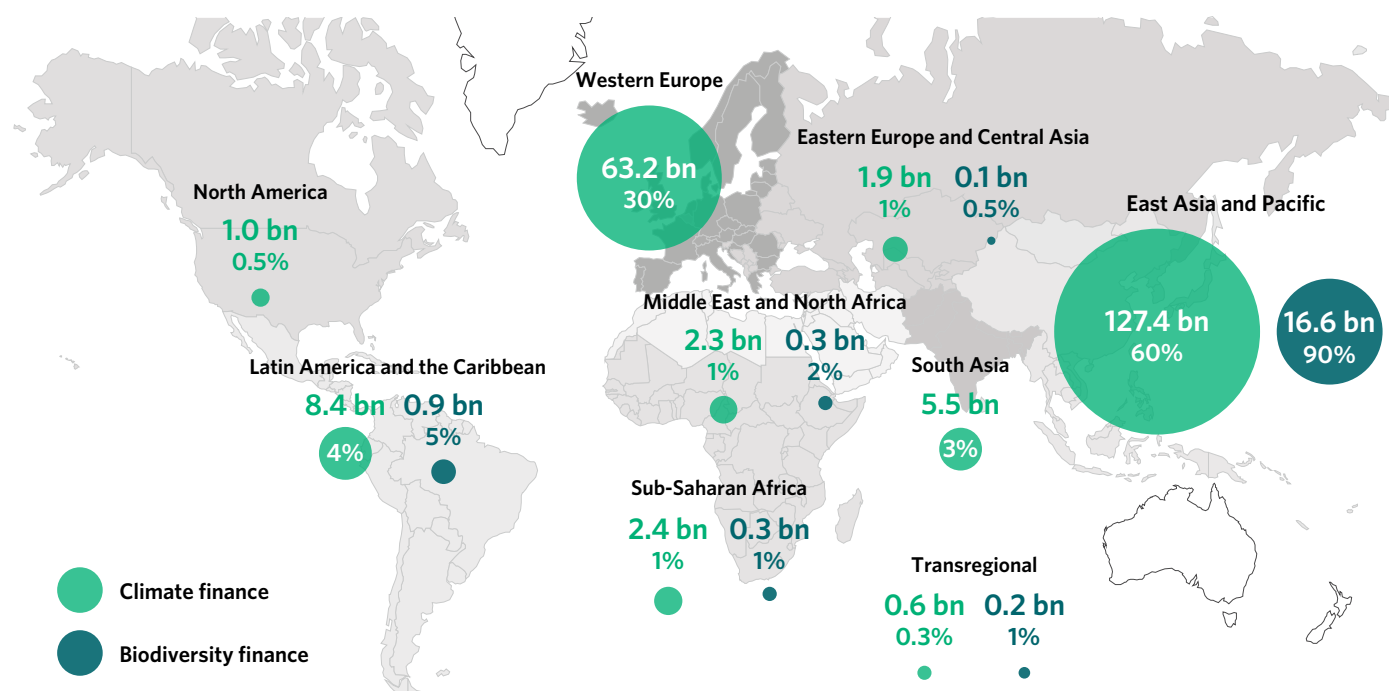 Western Europe
63.2 bn
30%
Eastern Europe and Central Asia
1.9 bn 0.1 bn
1% 0.5%
North America
1.0 bn
0.5%
East Asia and Pacific
127.4 bn 16.6 bn
60% 90%
Middle East and North Africa
2.3 bn 0.3 bn
1% 2%
Latin America and the Caribbean
8.4 bn 0.9 bn
4% 5%
South Asia
5.5 bn
3%
Sub-Saharan Africa
2.4 bn 0.3 bn
1% 1%
Transregional
0.6 bn 0.2 bn
0.3% 1%
Climate finance
Biodiversity finance